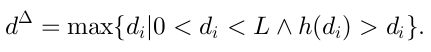 d^Δ = max{d_i|0 < d_i < L ∧ h(d_i) > d_i}.